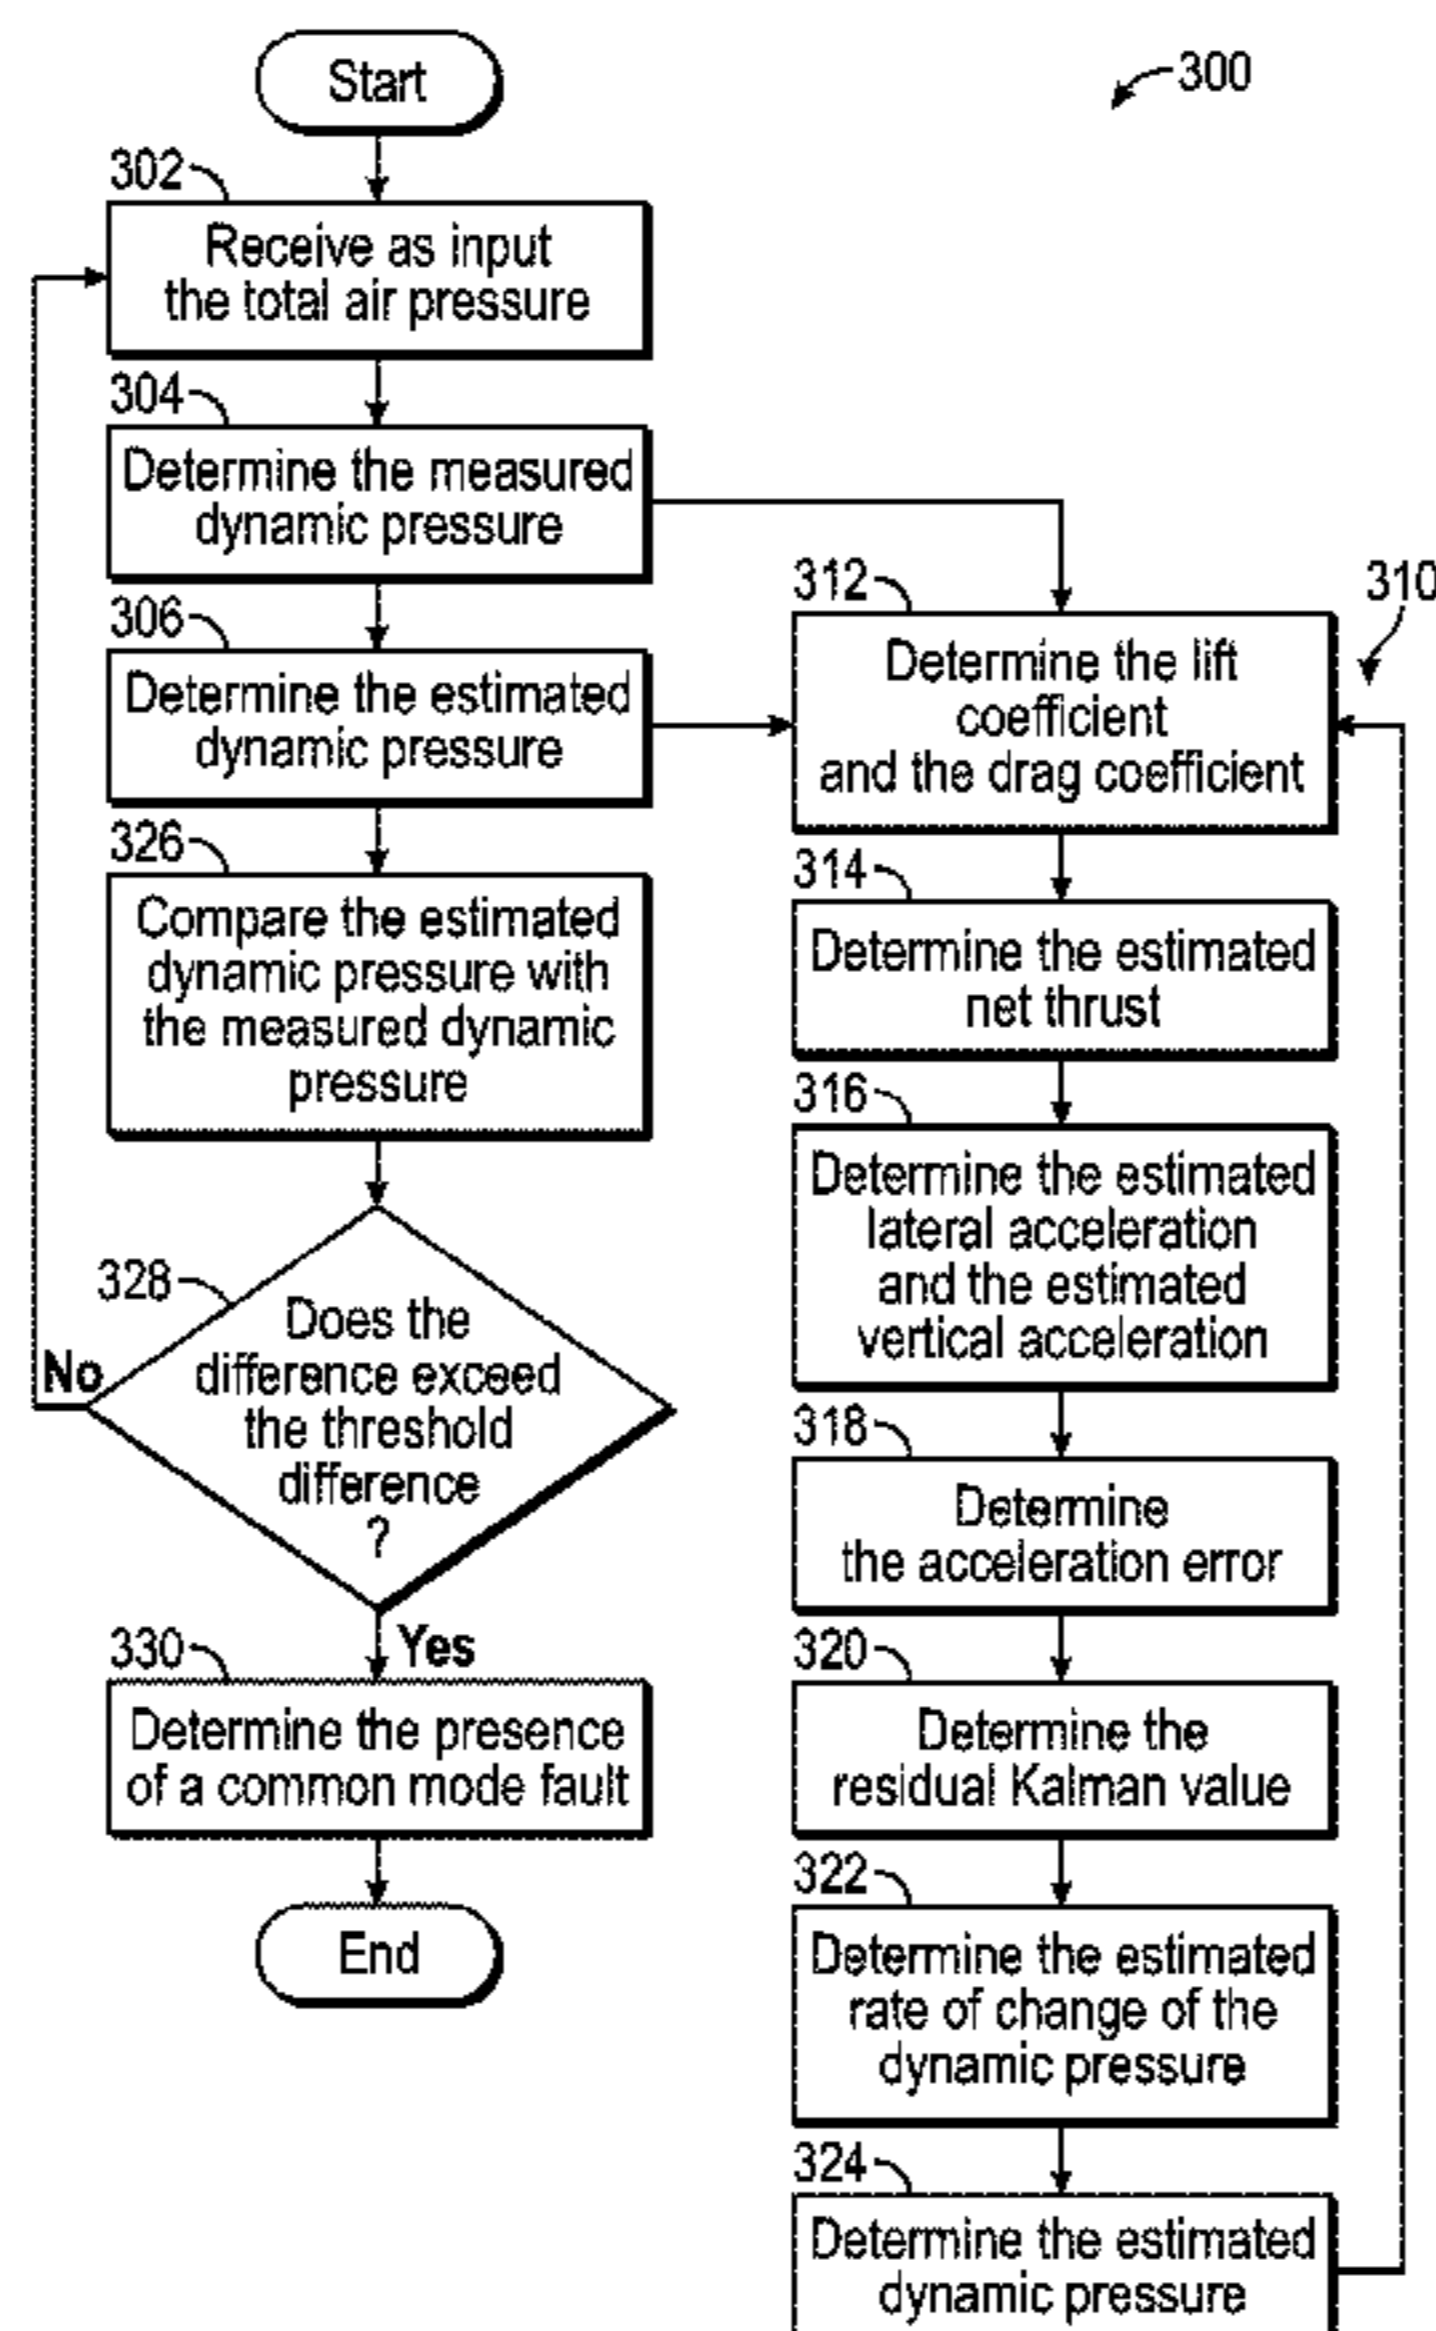 Start
300
302
Receive as input
the total air pressure
304
Determine the measured
dynamic pressure
306
Determine the estimated
dynamic pressure
326
Compare the estimated
dynamic pressure with
the measured dynamic
pressure
328
Does the
difference exceed
the threshold
difference
?
No
Yes
330
Determine the presence
of a common mode fault
End
310
312
Determine the lift
coefficient
and the drag coefficient
314
Determine the estimated
net thrust
316
Determine the estimated
lateral acceleration
and the estimated
vertical acceleration
318
Determine
the acceleration error
320
Determine the
residual Kalman value
322
Determine the estimated
rate of change of the
dynamic pressure
324
Determine the estimated
dynamic pressure